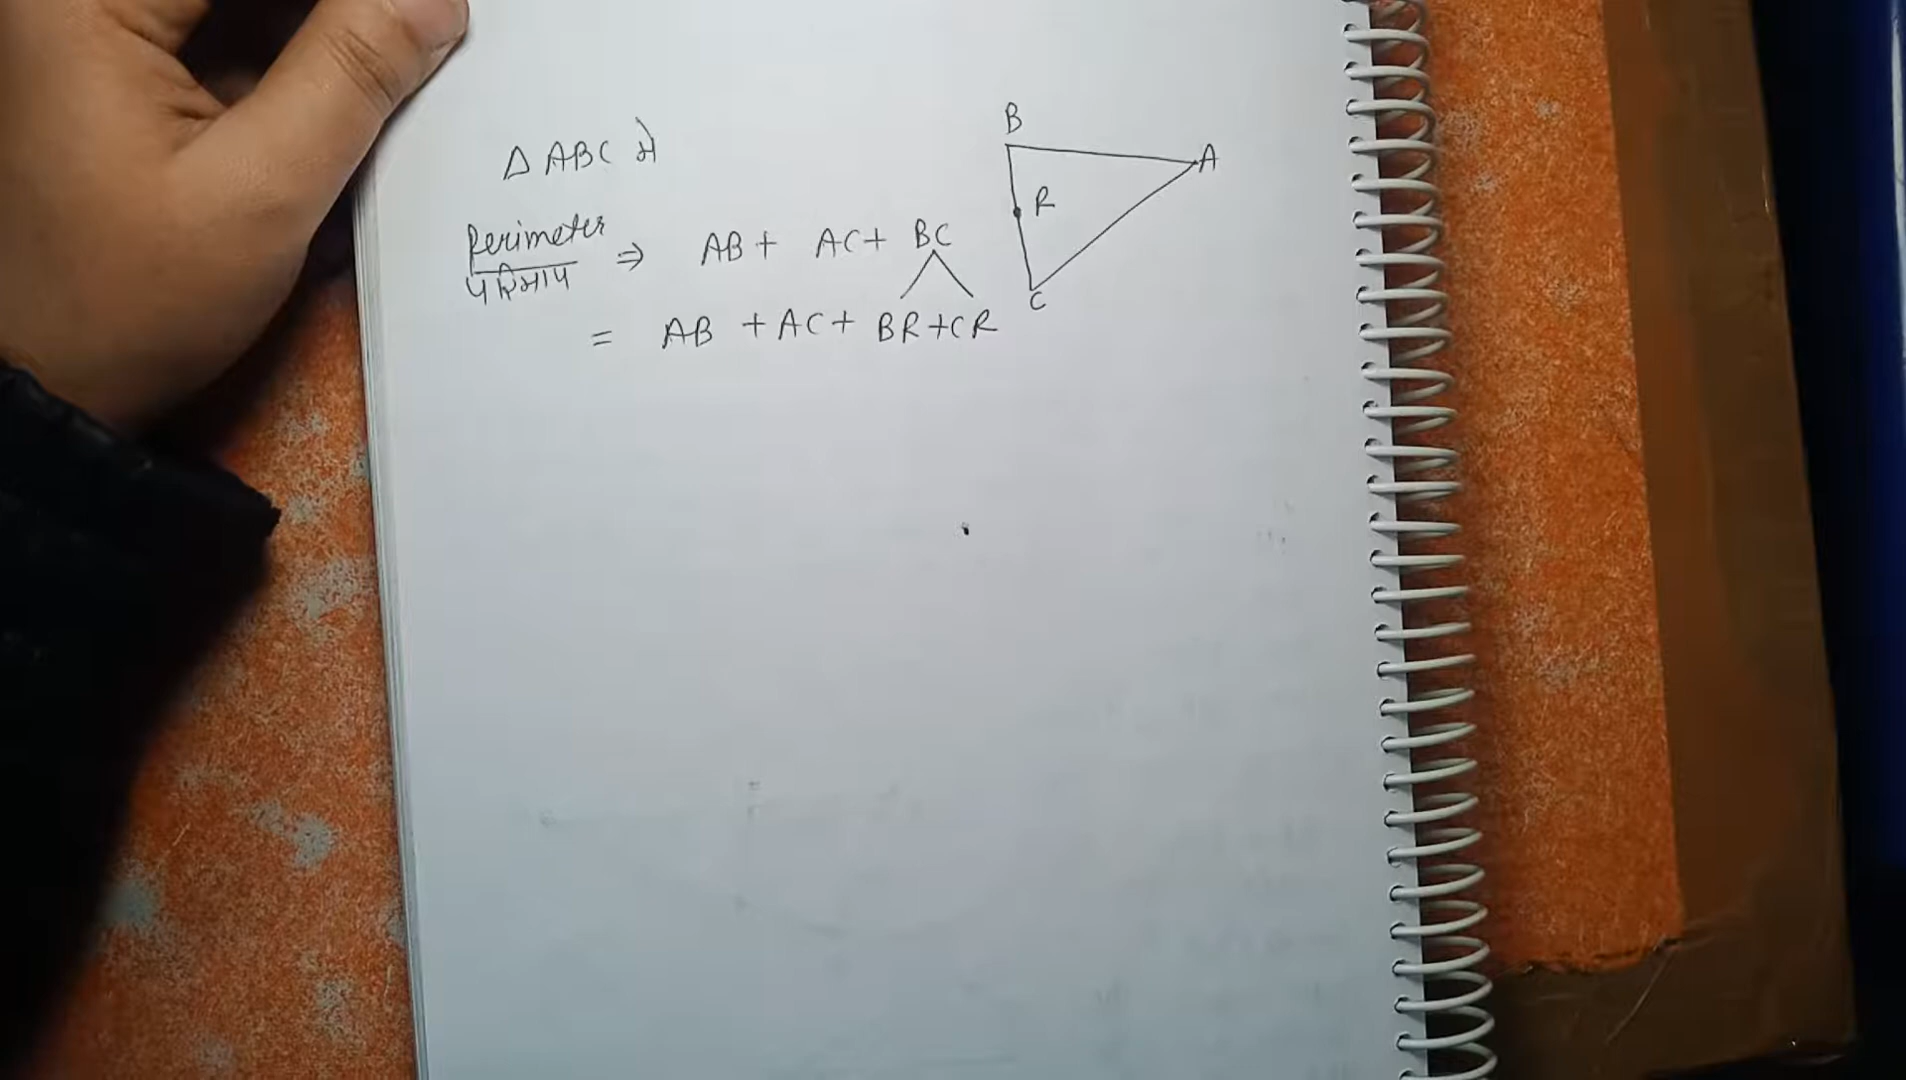 Δ ABC में
Perimeter
परिमाप
⇒ AB + AC + BC
= AB + AC + BR + CR
B
A
R
C